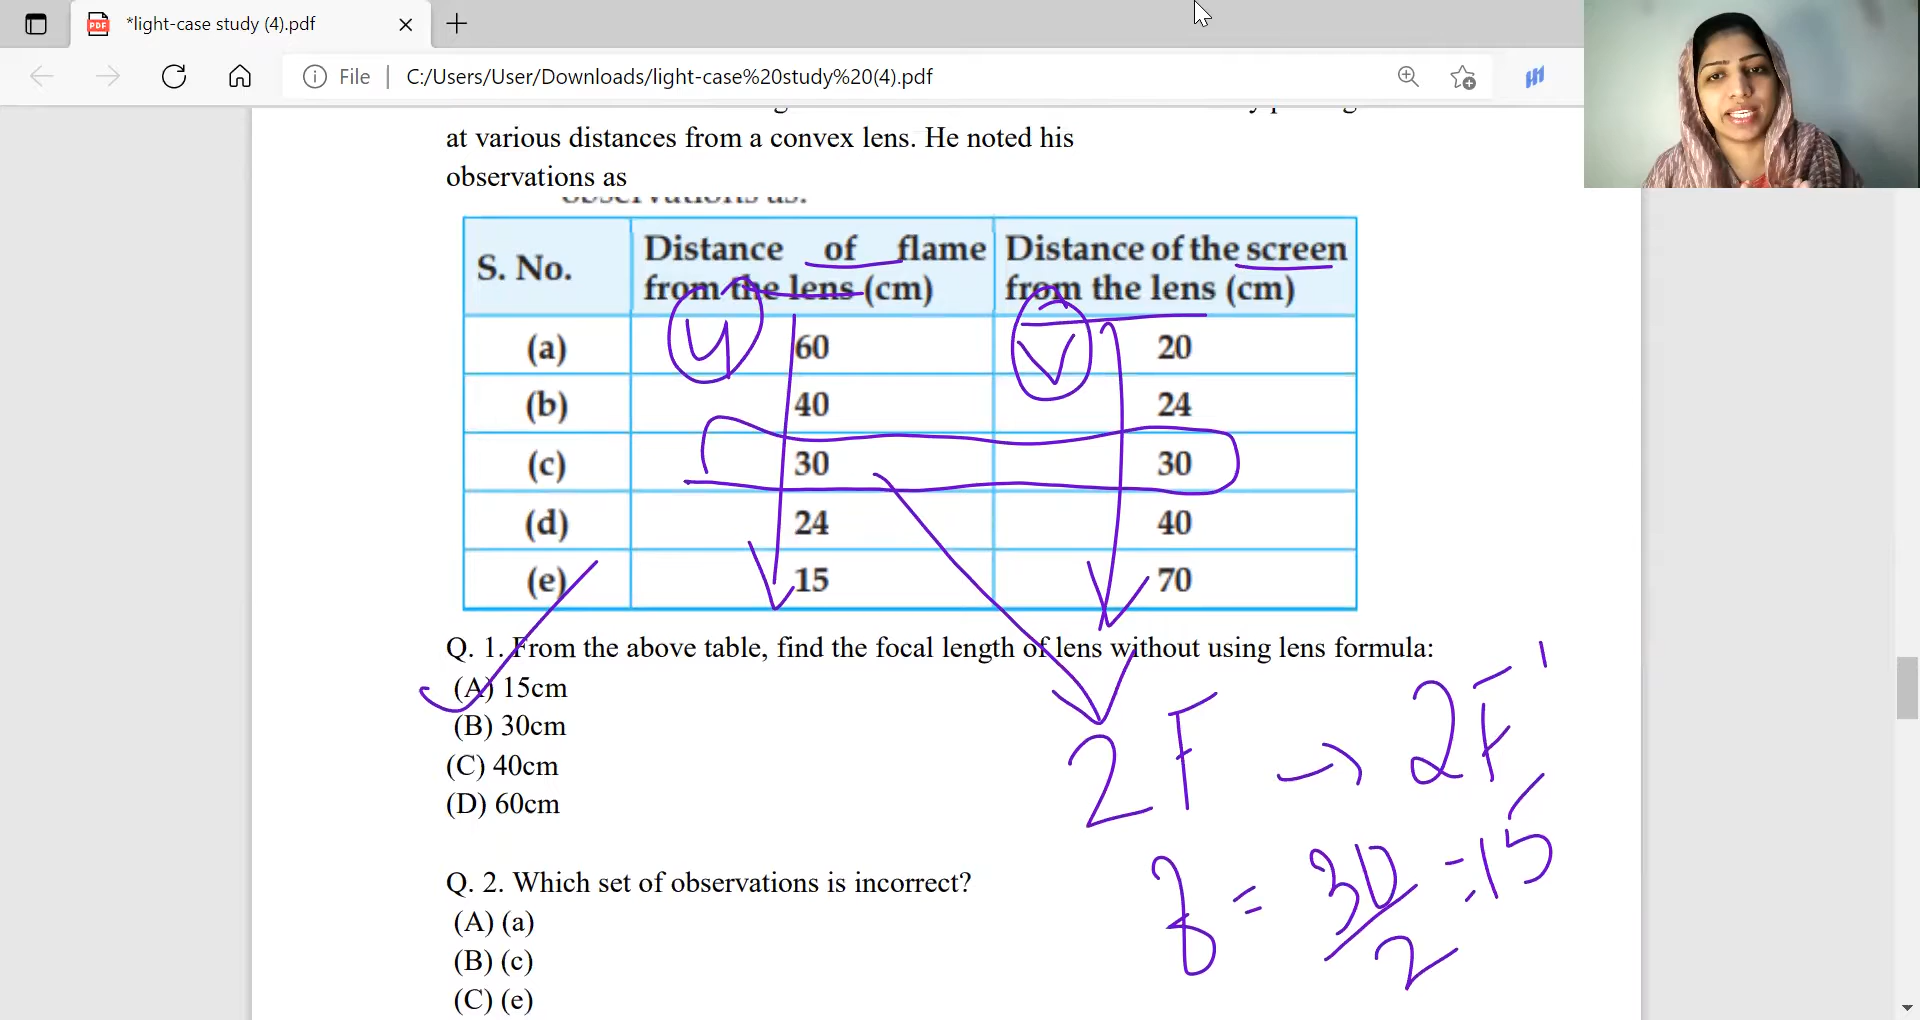 *light-case study (4).pdf
File | C:/Users/User/Downloads/light-case%20study%20(4).pdf
at various distances from a convex lens. He noted his
observations as
observations as:
S. No. Distance of flame from the lens (cm) Distance of the screen from the lens (cm)
u v
(a) 60 20
(b) 40 24
(c) 30 30
(d) 24 40
(e) 15 70
Q. 1. From the above table, find the focal length of lens without using lens formula:
(A) 15cm
(B) 30cm
(C) 40cm
(D) 60cm
2F → 2F'
f = 30/2 = 15
Q. 2. Which set of observations is incorrect?
(A) (a)
(B) (c)
(C) (e)